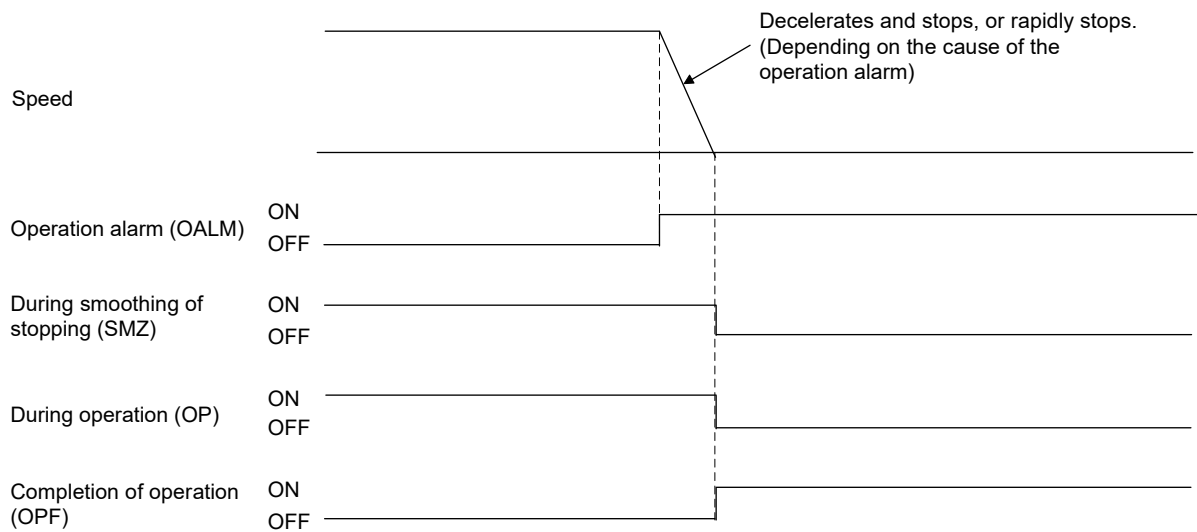 Decelerates and stops, or rapidly stops.
(Depending on the cause of the
operation alarm)
Speed
Operation alarm (OALM)
ON
OFF
During smoothing of
stopping (SMZ)
ON
OFF
During operation (OP)
ON
OFF
Completion of operation
(OPF)
ON
OFF